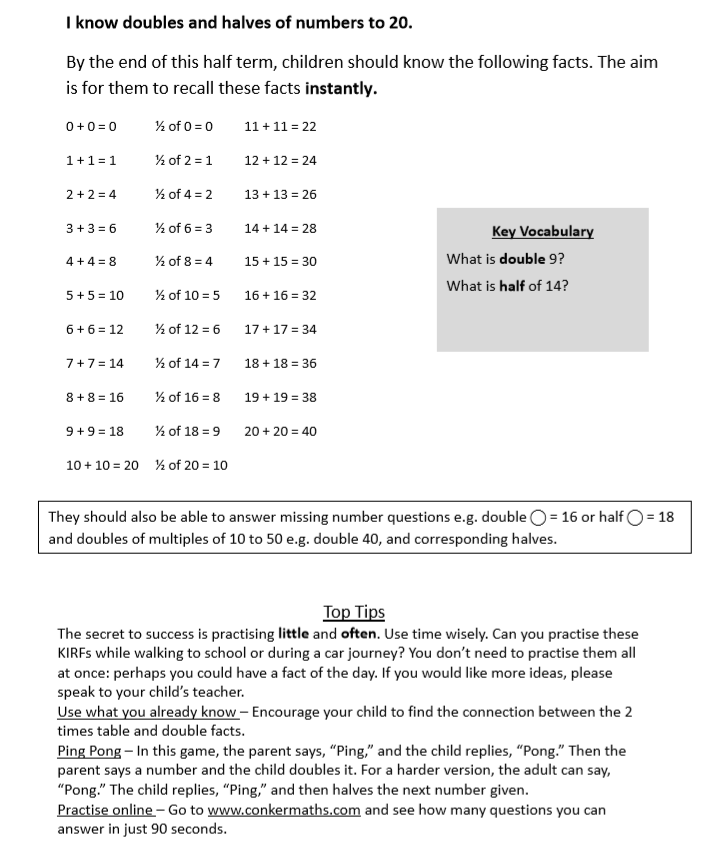 I know doubles and halves of numbers to 20.
By the end of this half term, children should know the following facts. The aim
is for them to recall these facts instantly.
0 + 0 = 0 ½ of 0 = 0 11 + 11 = 22
1 + 1 = 1 ½ of 2 = 1 12 + 12 = 24
2 + 2 = 4 ½ of 4 = 2 13 + 13 = 26
3 + 3 = 6 ½ of 6 = 3 14 + 14 = 28
4 + 4 = 8 ½ of 8 = 4 15 + 15 = 30
5 + 5 = 10 ½ of 10 = 5 16 + 16 = 32
6 + 6 = 12 ½ of 12 = 6 17 + 17 = 34
7 + 7 = 14 ½ of 14 = 7 18 + 18 = 36
8 + 8 = 16 ½ of 16 = 8 19 + 19 = 38
9 + 9 = 18 ½ of 18 = 9 20 + 20 = 40
10 + 10 = 20 ½ of 20 = 10
Key Vocabulary
What is double 9?
What is half of 14?
They should also be able to answer missing number questions e.g. double ◯ = 16 or half ◯ = 18
and doubles of multiples of 10 to 50 e.g. double 40, and corresponding halves.
Top Tips
The secret to success is practising little and often. Use time wisely. Can you practise these
KIRFs while walking to school or during a car journey? You don’t need to practise them all
at once: perhaps you could have a fact of the day. If you would like more ideas, please
speak to your child’s teacher.
Use what you already know – Encourage your child to find the connection between the 2
times table and double facts.
Ping Pong – In this game, the parent says, “Ping,” and the child replies, “Pong.” Then the
parent says a number and the child doubles it. For a harder version, the adult can say,
“Pong.” The child replies, “Ping,” and then halves the next number given.
Practise online – Go to www.conkermaths.com and see how many questions you can
answer in just 90 seconds.